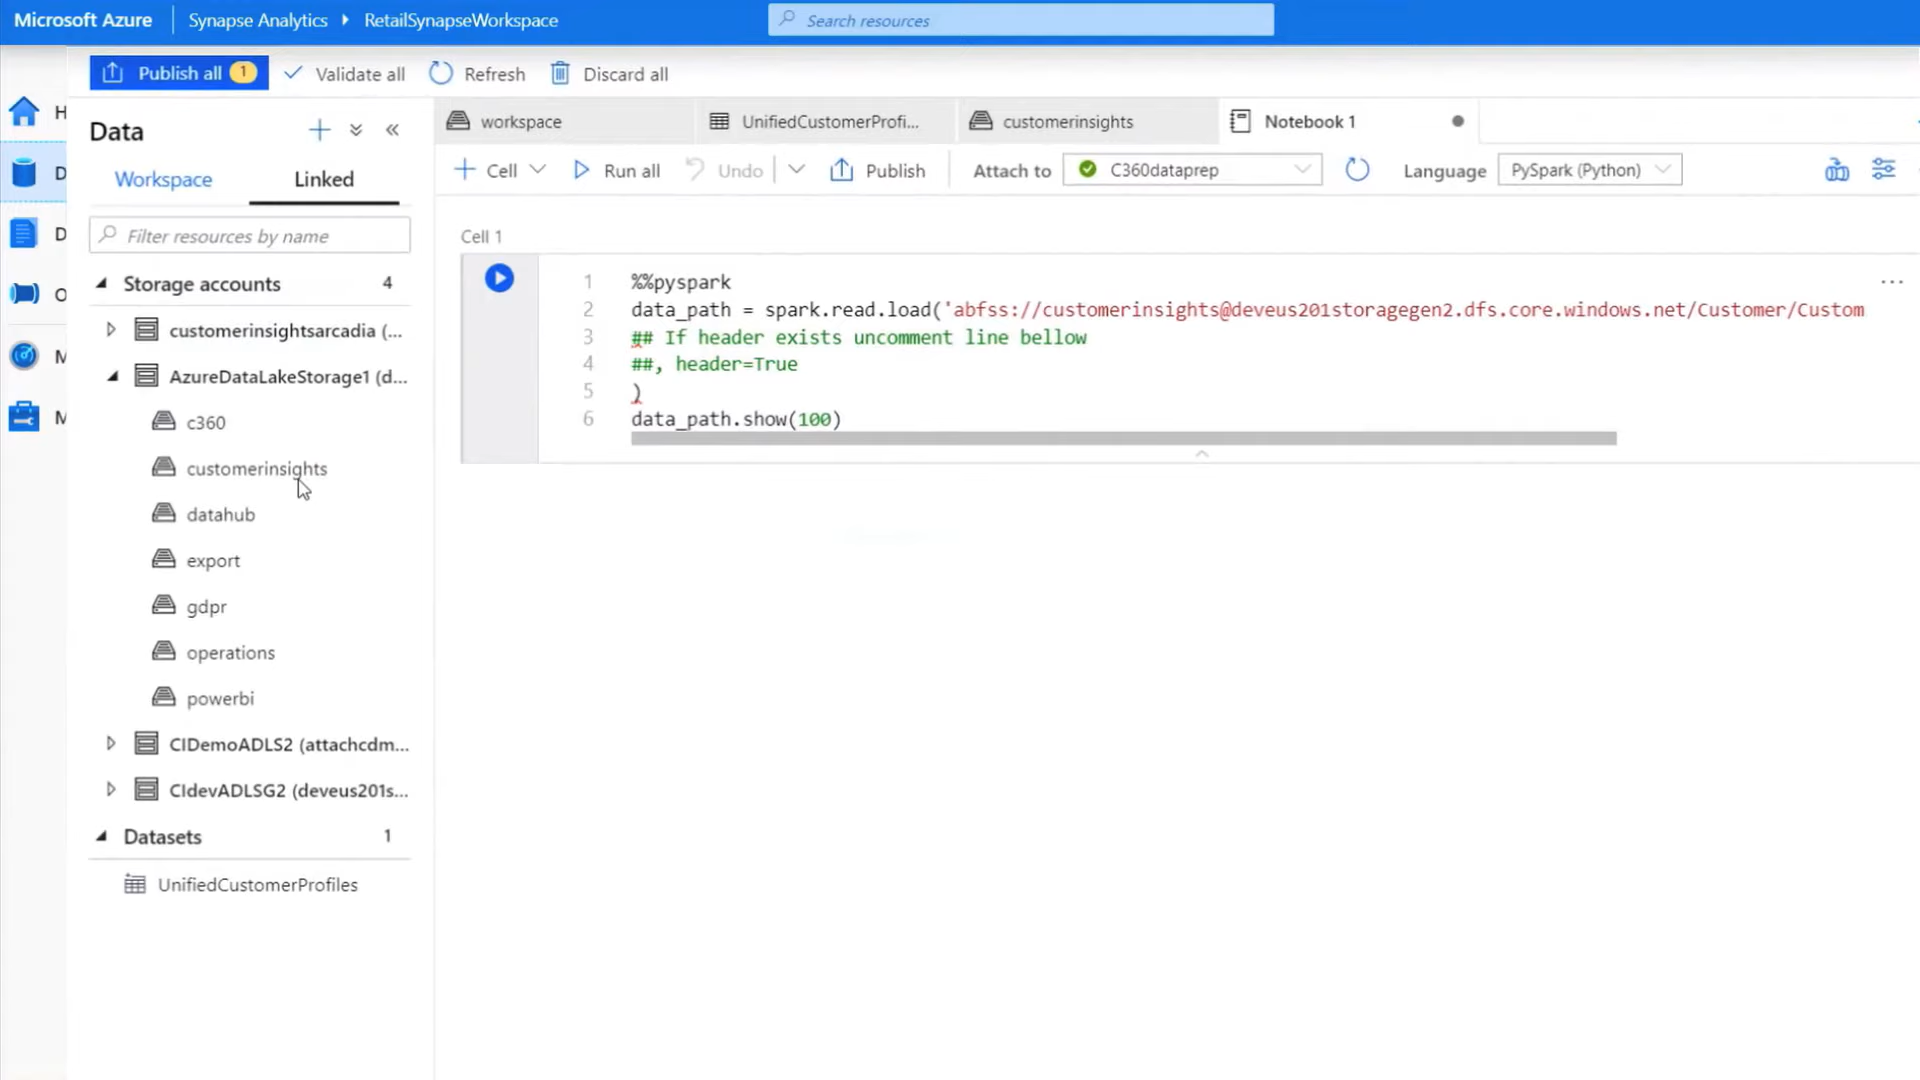 Microsoft Azure Synapse Analytics RetailSynapseWorkspace Search resources
Publish all 1 Validate all Refresh Discard all
H
D
D
O
M
M
Data
Workspace Linked
Filter resources by name
Storage accounts 4
customerinsightsarcadia (...
AzureDataLakeStorage1 (d...
c360
customerinsights
datahub
export
gdpr
operations
powerbi
CIDemoADLS2 (attachcdm...
CIdevADLSG2 (deveus201s...
Datasets 1
UnifiedCustomerProfiles
workspace UnifiedCustomerProfi... customerinsights Notebook 1
Cell Run all Undo Publish Attach to C360dataprep Language PySpark (Python)
Cell 1
1 %%pyspark
2 data_path = spark.read.load('abfss://customerinsights@deveus201storagegen2.dfs.core.windows.net/Customer/Custom
3 ## If header exists uncomment line bellow
4 ##, header=True
5 )
6 data_path.show(100)